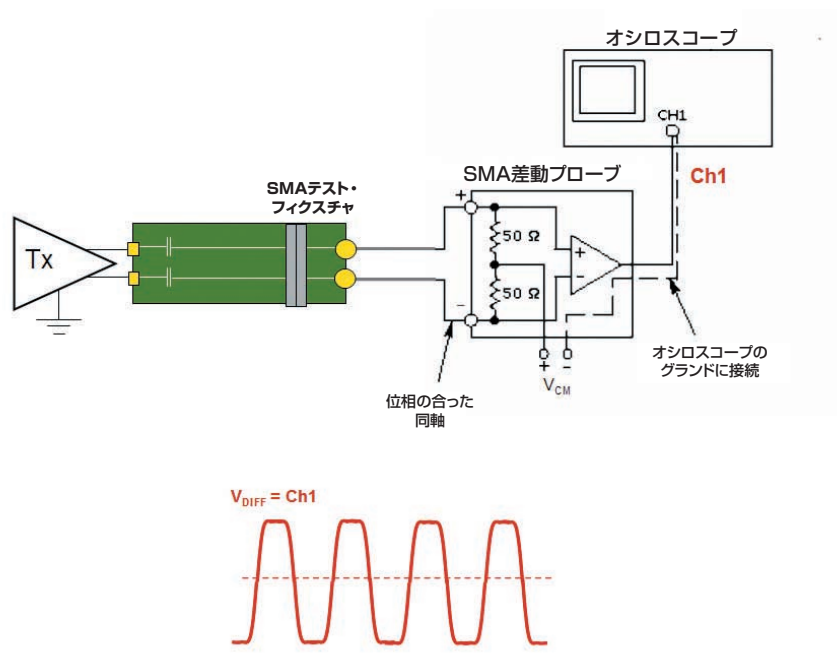 オシロスコープ
CH1
Ch1
SMA差動プローブ
SMAテスト・
フィクスチャ
Tx
+
50 Ω
+
−
50 Ω
−
+
−
V_CM
位相の合った
同軸
オシロスコープの
グランドに接続
V_DIFF = Ch1